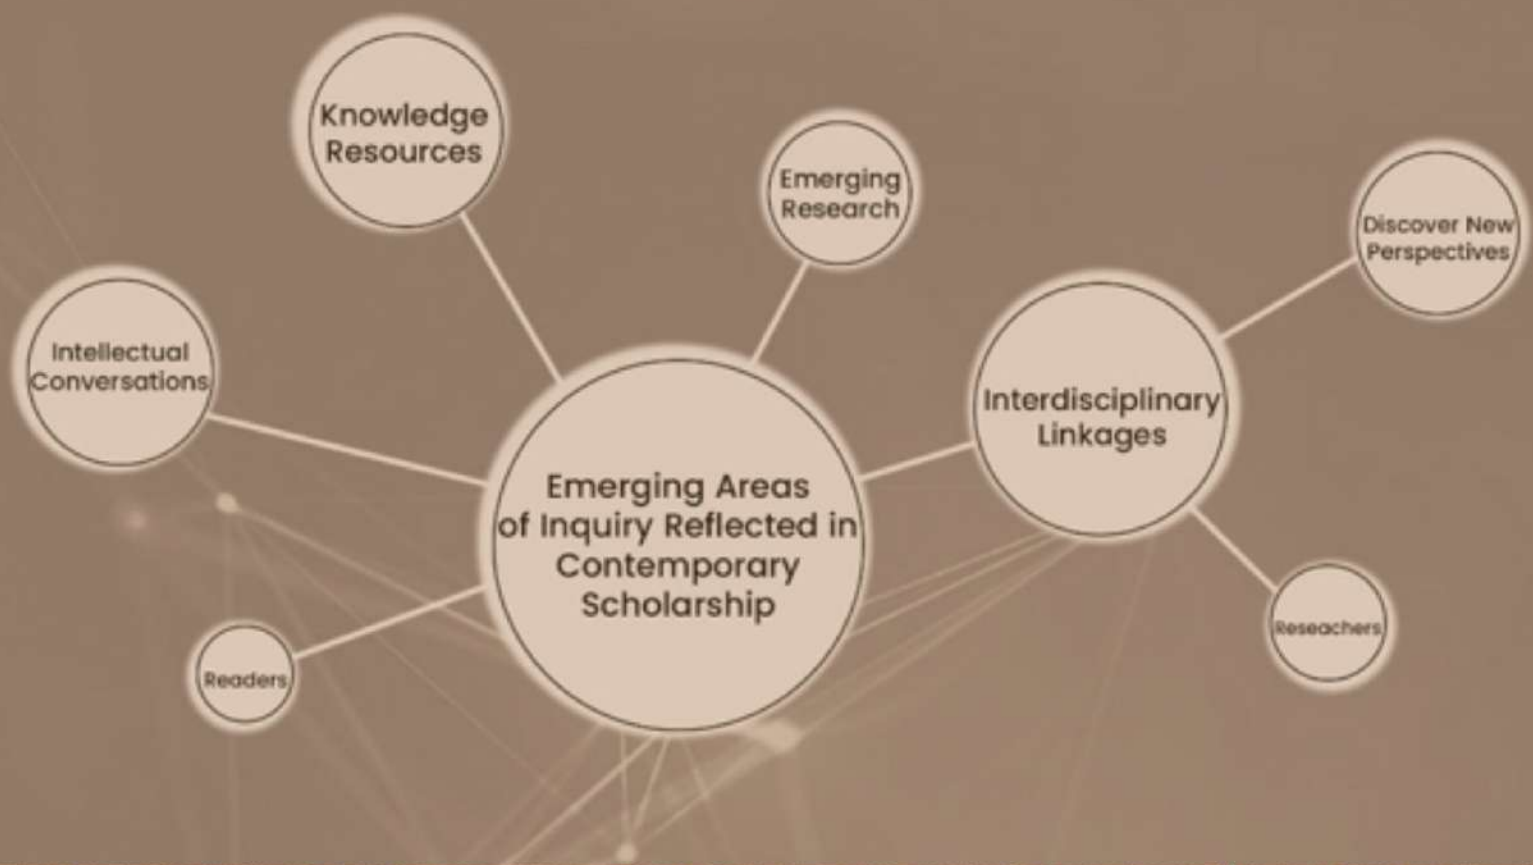 Knowledge
Resources
Emerging
Research
Discover New
Perspectives
Intellectual
Conversations
Interdisciplinary
Linkages
Emerging Areas
of Inquiry Reflected in
Contemporary
Scholarship
Readers
Reseachers